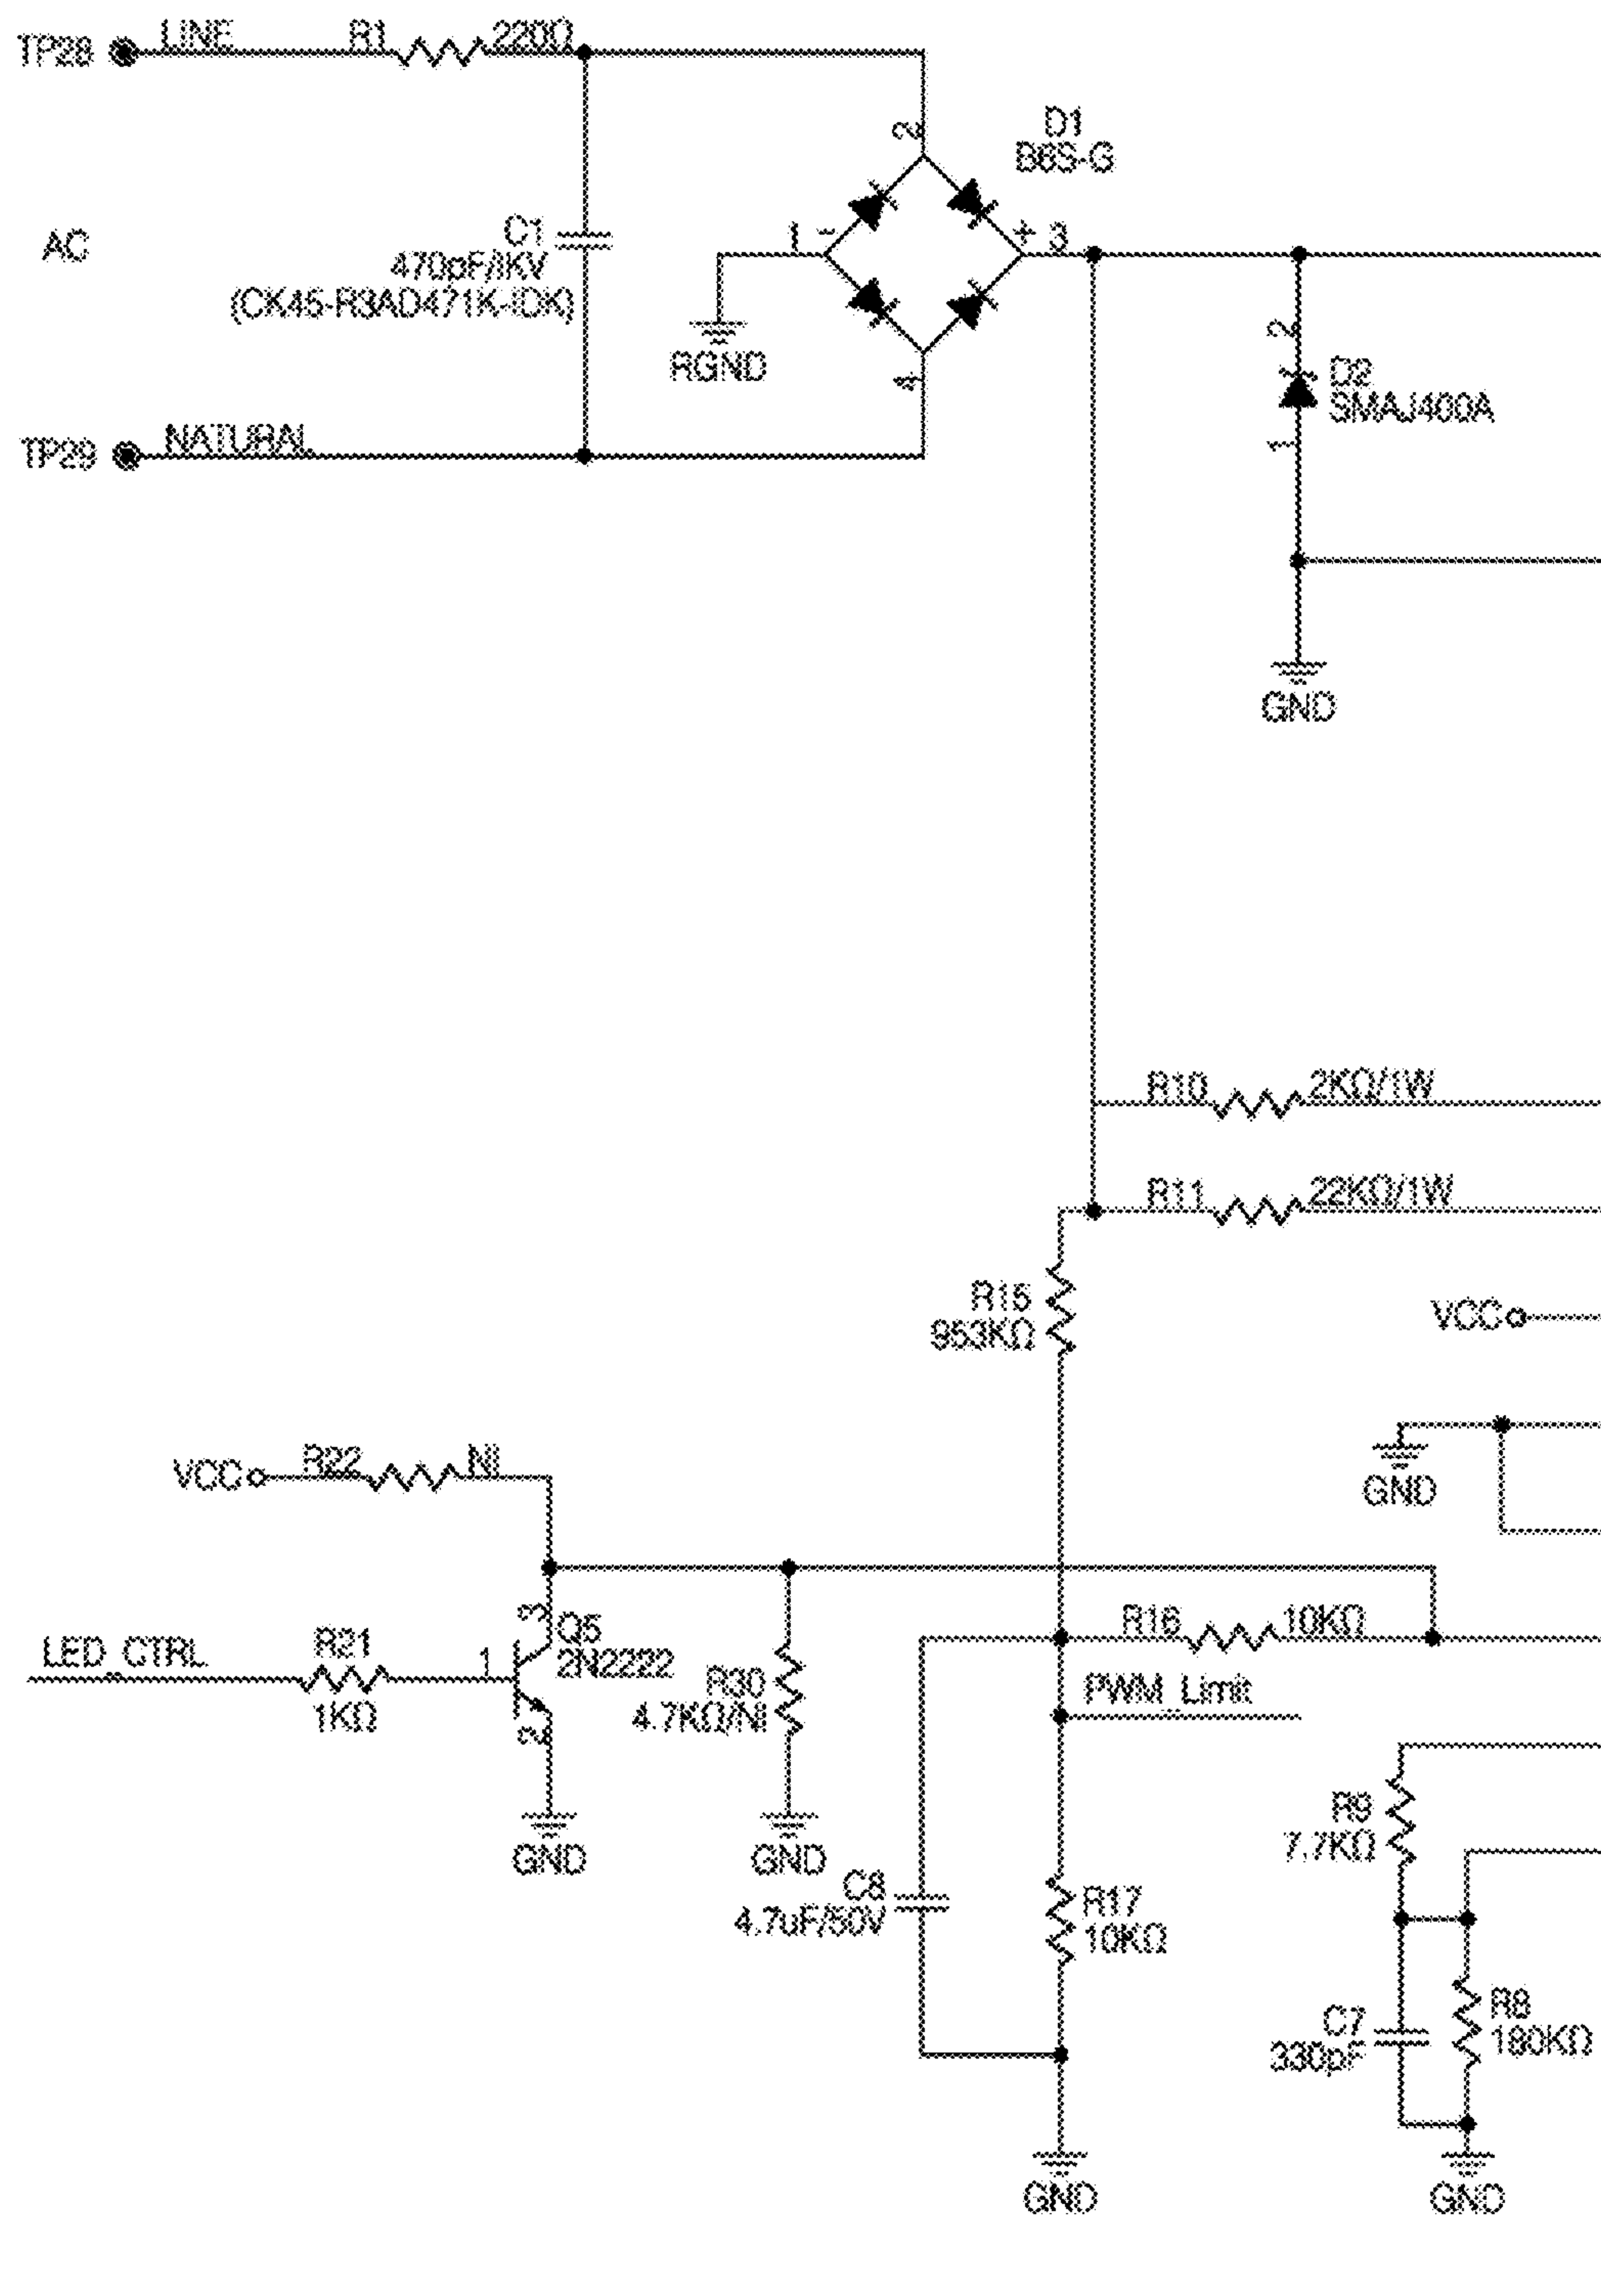 TP28 LINE R1 220Ω
2
D1
B6S-G
AC
C1
470pF/IKV
(CK45-R3AD471K-IDK)
1 - + 3
RGND
4
2
D2
SMAJ400A
1
TP29 NATURAL
GND
R10 2KΩ/1W
R11 22KΩ/1W
R15
953KΩ
VCC
VCC R22 NI
GND
3
Q5
2N2222
LED_CTRL R21
1KΩ
1
2
R30
4.7KΩ/NI
R16 10KΩ
PWM_Limit
GND
GND
R9
7.7KΩ
C8
4.7uF/50V
R17
10KΩ
C7
330pF
R8
180KΩ
GND
GND